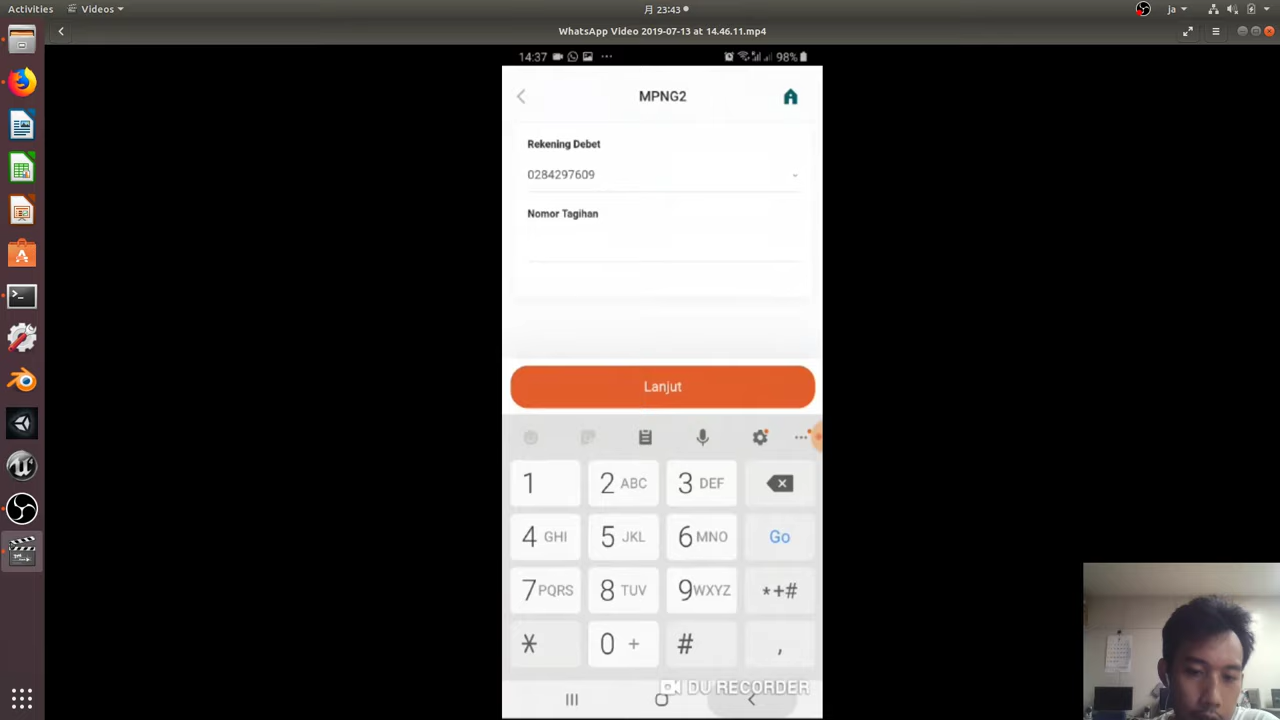 Activities
Videos
月 23:43
ja
WhatsApp Video 2019-07-13 at 14.46.11.mp4
14:37
98%
MPNG2
Rekening Debet
0284297609
Nomor Tagihan
Lanjut
1
2 ABC
3 DEF
4 GHI
5 JKL
6 MNO
Go
7 PQRS
8 TUV
9 WXYZ
*+#
*
0 +
#
,
DU RECORDER